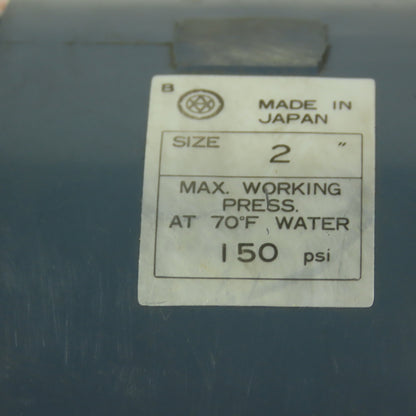 B
MADE IN
JAPAN
SIZE 2 "
MAX. WORKING
PRESS.
AT 70°F WATER
150 psi